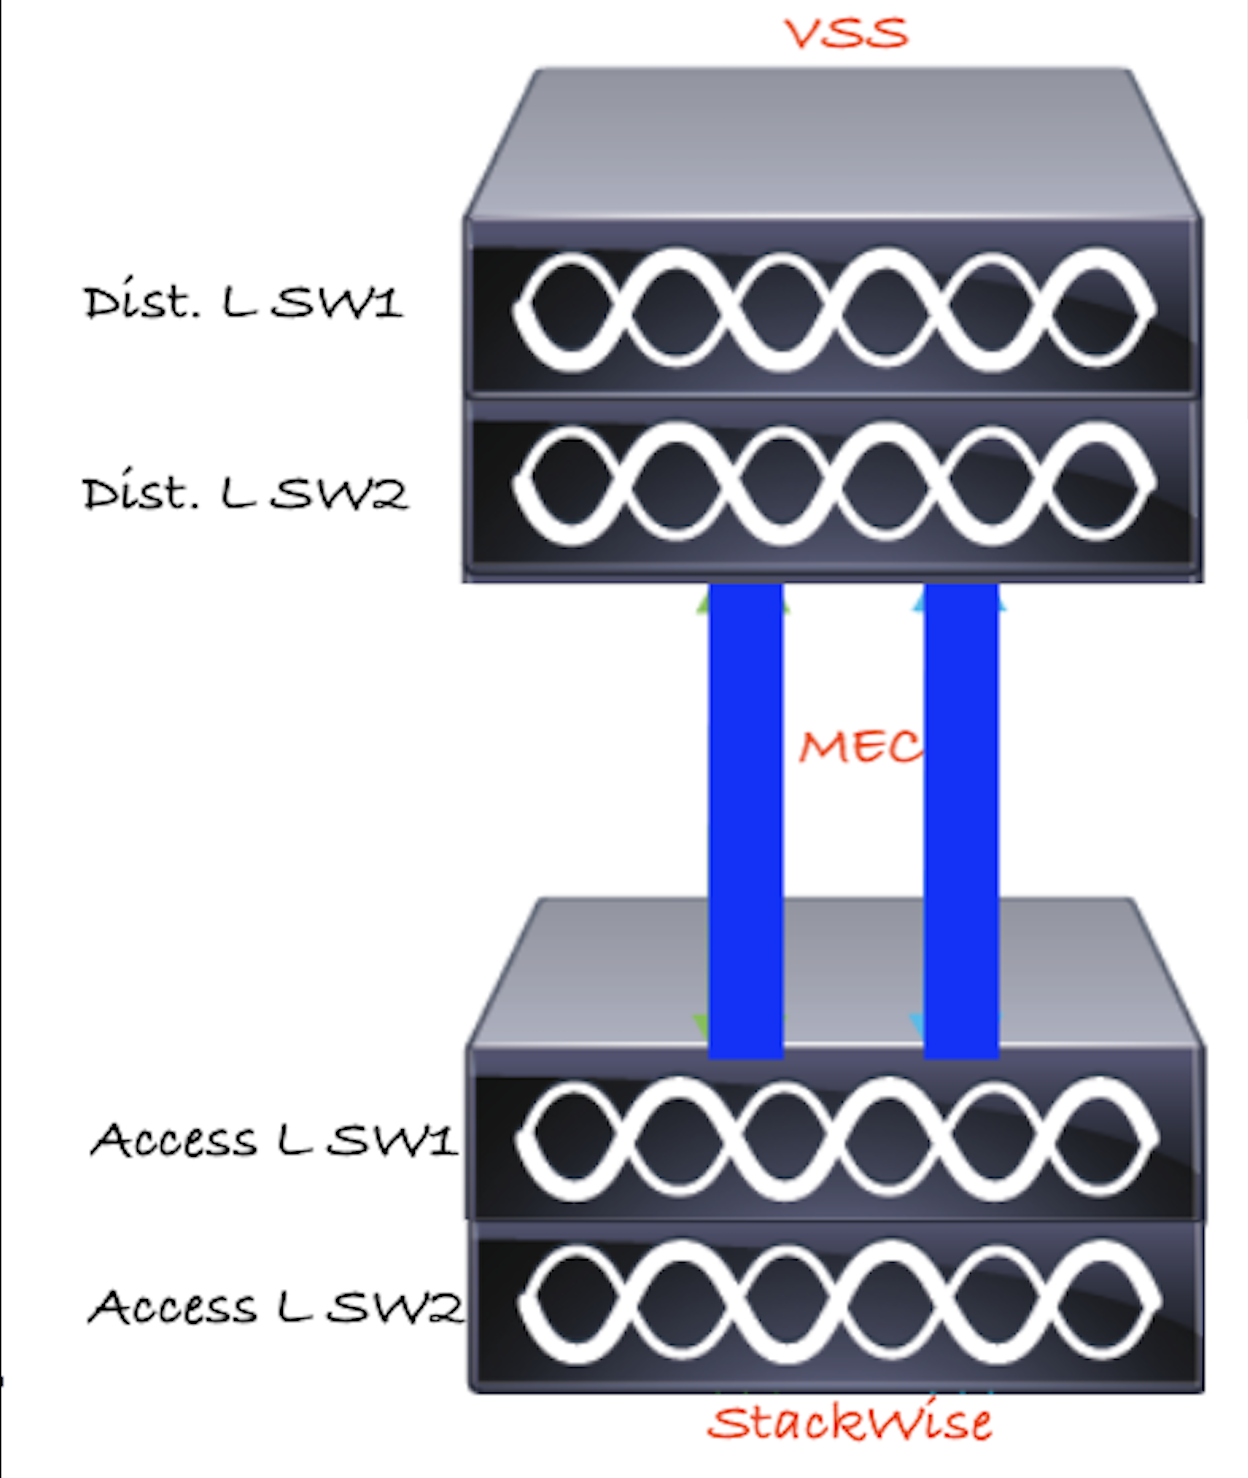 VSS
Dist. L SW1
Dist. L SW2
MEC
Access L SW1
Access L SW2
StackWise